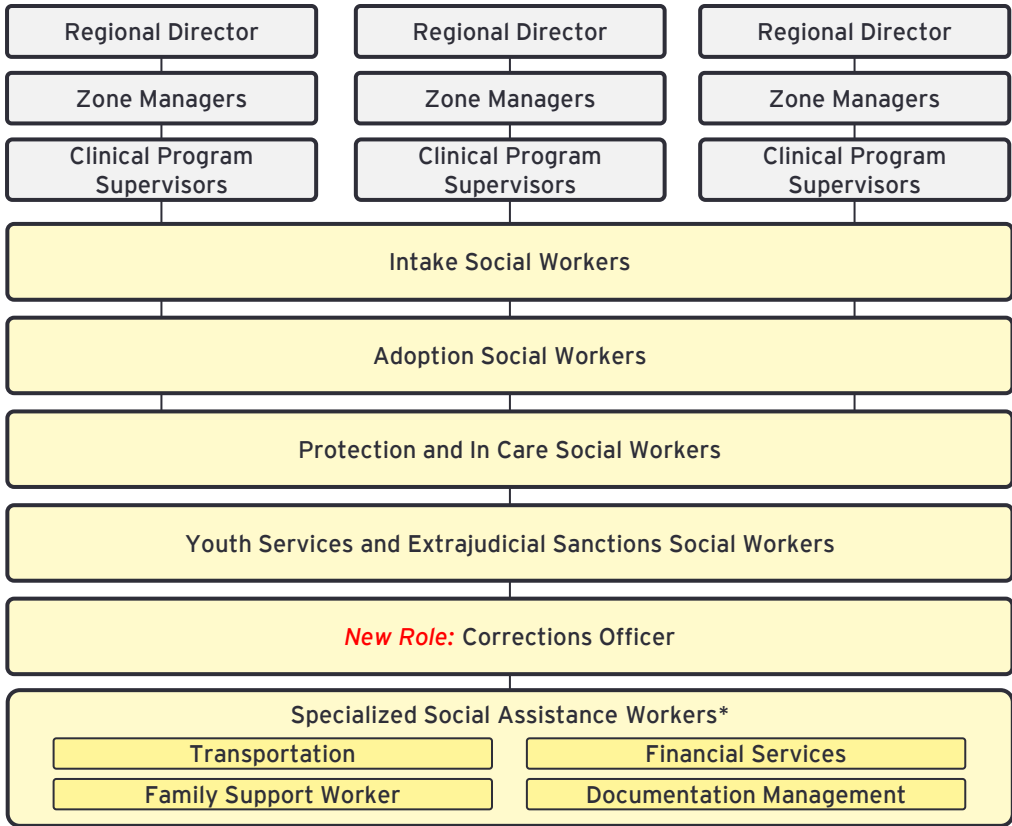 Regional Director
Regional Director
Regional Director
Zone Managers
Zone Managers
Zone Managers
Clinical Program
Supervisors
Clinical Program
Supervisors
Clinical Program
Supervisors
Intake Social Workers
Adoption Social Workers
Protection and In Care Social Workers
Youth Services and Extrajudicial Sanctions Social Workers
New Role: Corrections Officer
Specialized Social Assistance Workers*
Transportation
Financial Services
Family Support Worker
Documentation Management